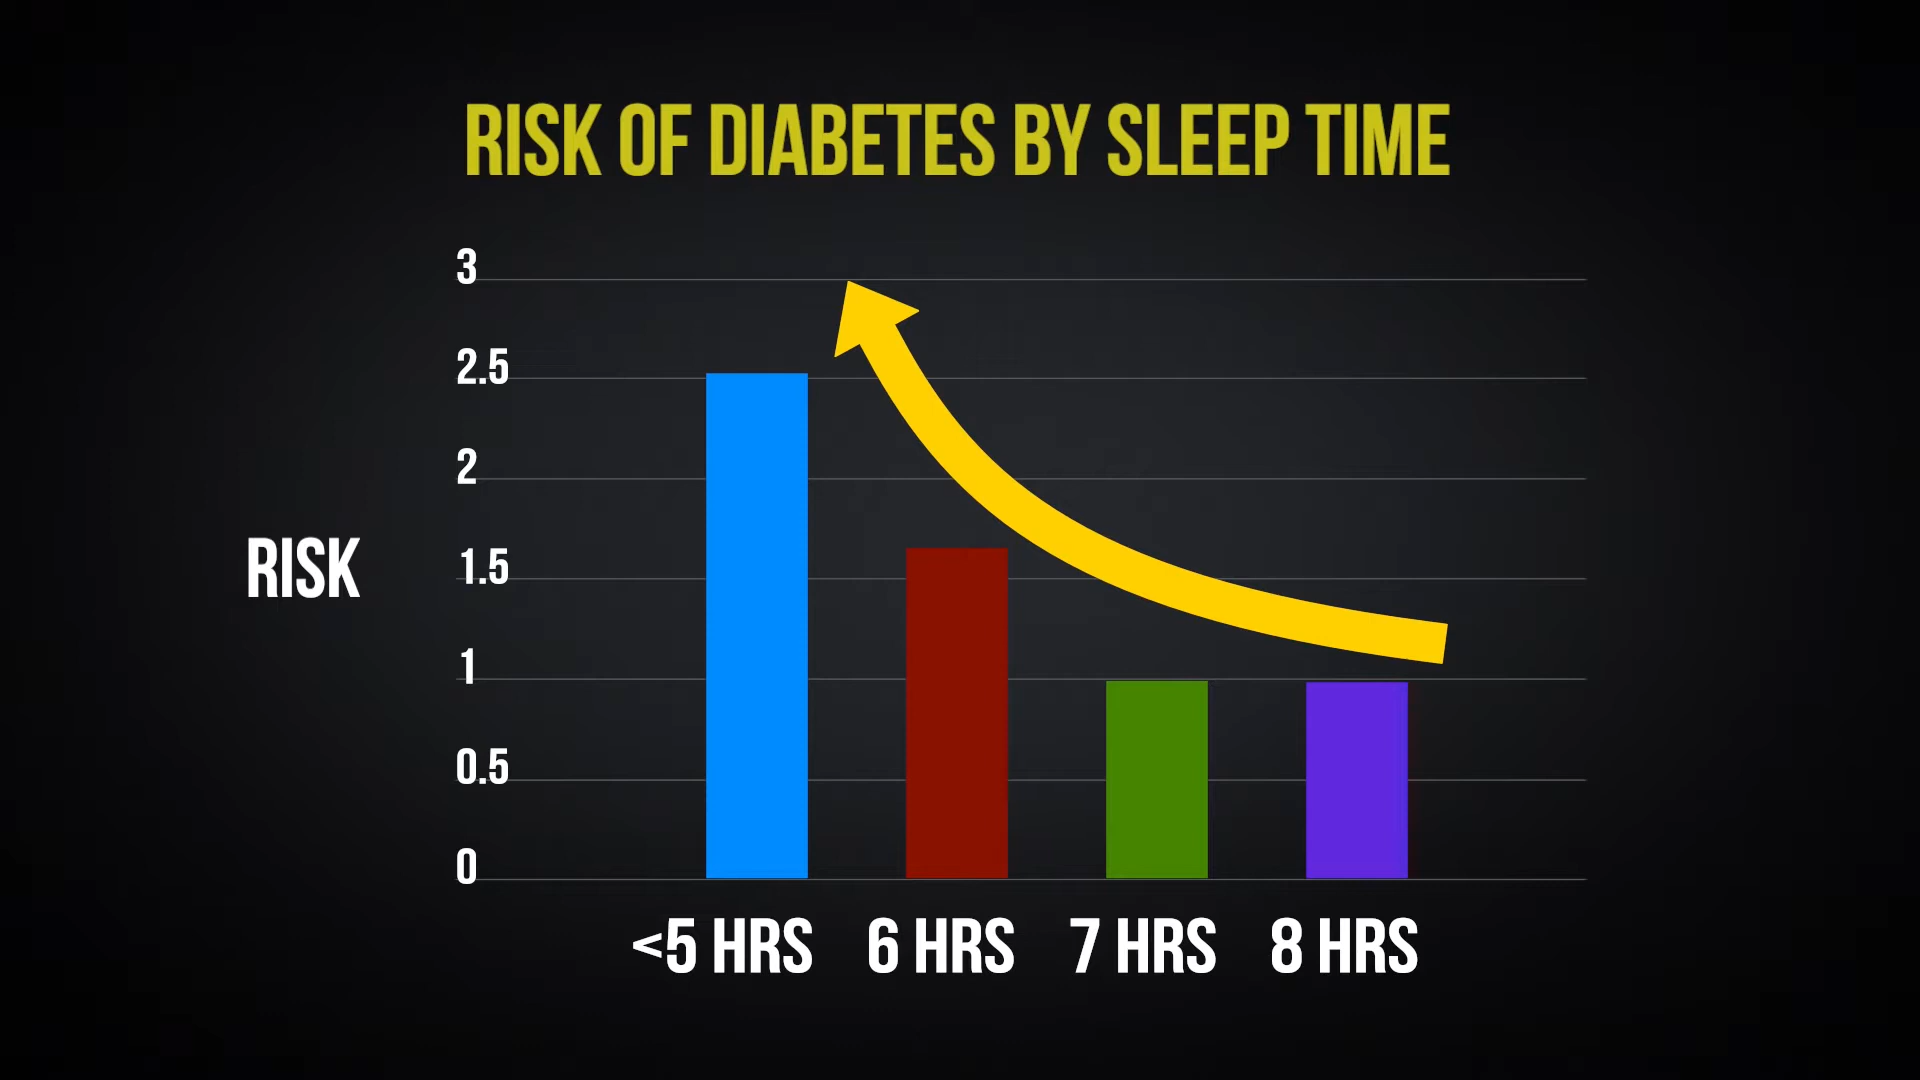 RISK OF DIABETES BY SLEEP TIME
3
2.5
2
1.5
1
0.5
0
RISK
<5 HRS 6 HRS 7 HRS 8 HRS